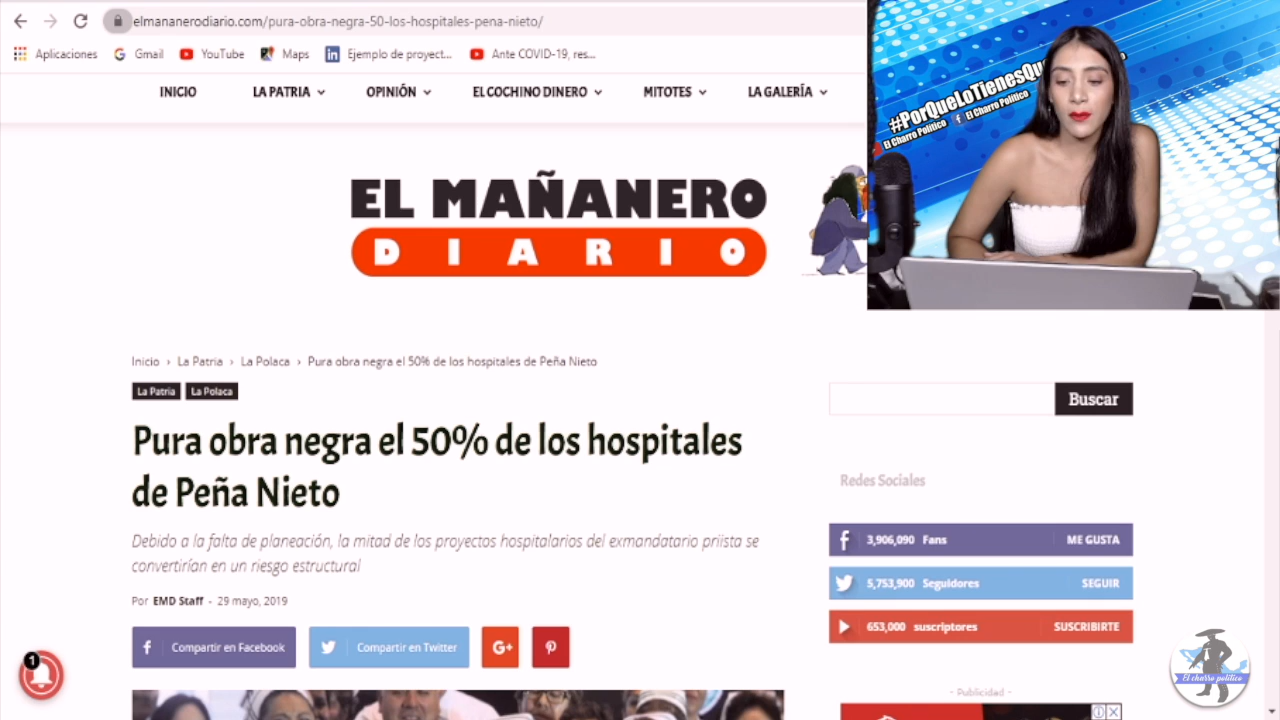 elmananerodiario.com/pura-obra-negra-50-los-hospitales-pena-nieto/
Aplicaciones Gmail YouTube Maps Ejemplo de proyect... Ante COVID-19, res...
INICIO LA PATRIA OPINIÓN EL COCHINO DINERO MITOTES LA GALERÍA
#PorQueLoTienesQue
El Charro Político f El Charro Político
EL MAÑANERO
DIARIO
Inicio › La Patria › La Polaca › Pura obra negra el 50% de los hospitales de Peña Nieto
La Patria La Polaca
Buscar
Pura obra negra el 50% de los hospitales
de Peña Nieto
Redes Sociales
Debido a la falta de planeación, la mitad de los proyectos hospitalarios del exmandatario priista se
convertirían en un riesgo estructural
3,906,090 Fans ME GUSTA
5,753,900 Seguidores SEGUIR
Por EMD Staff - 29 mayo, 2019
653,000 suscriptores SUSCRIBIRTE
Compartir en Facebook Compartir en Twitter G+
1
El charro político
- Publicidad -